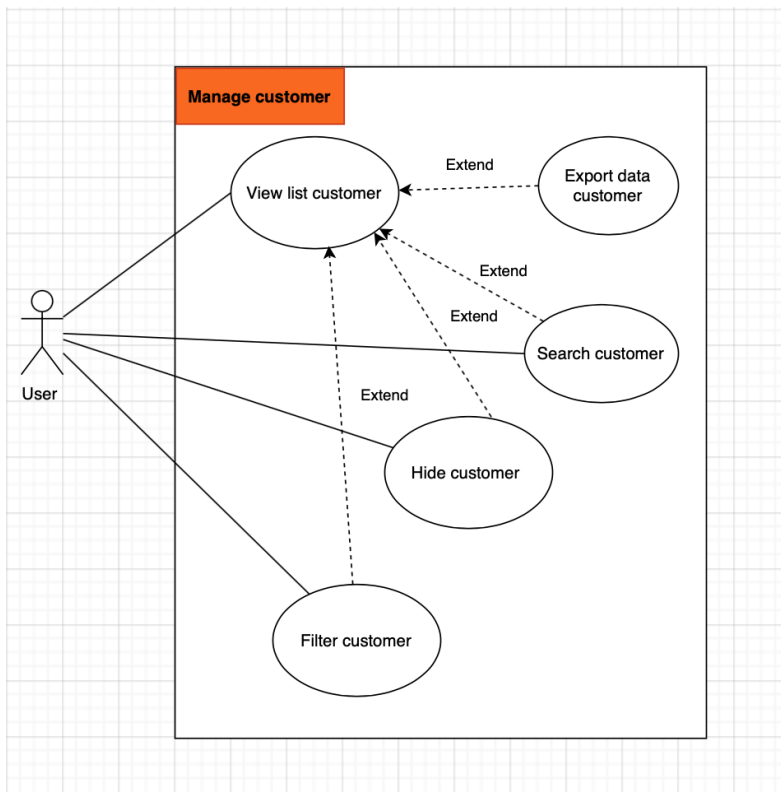 Manage customer
View list customer
Extend
Export data
customer
Extend
Extend
Search customer
User
Extend
Hide customer
Filter customer